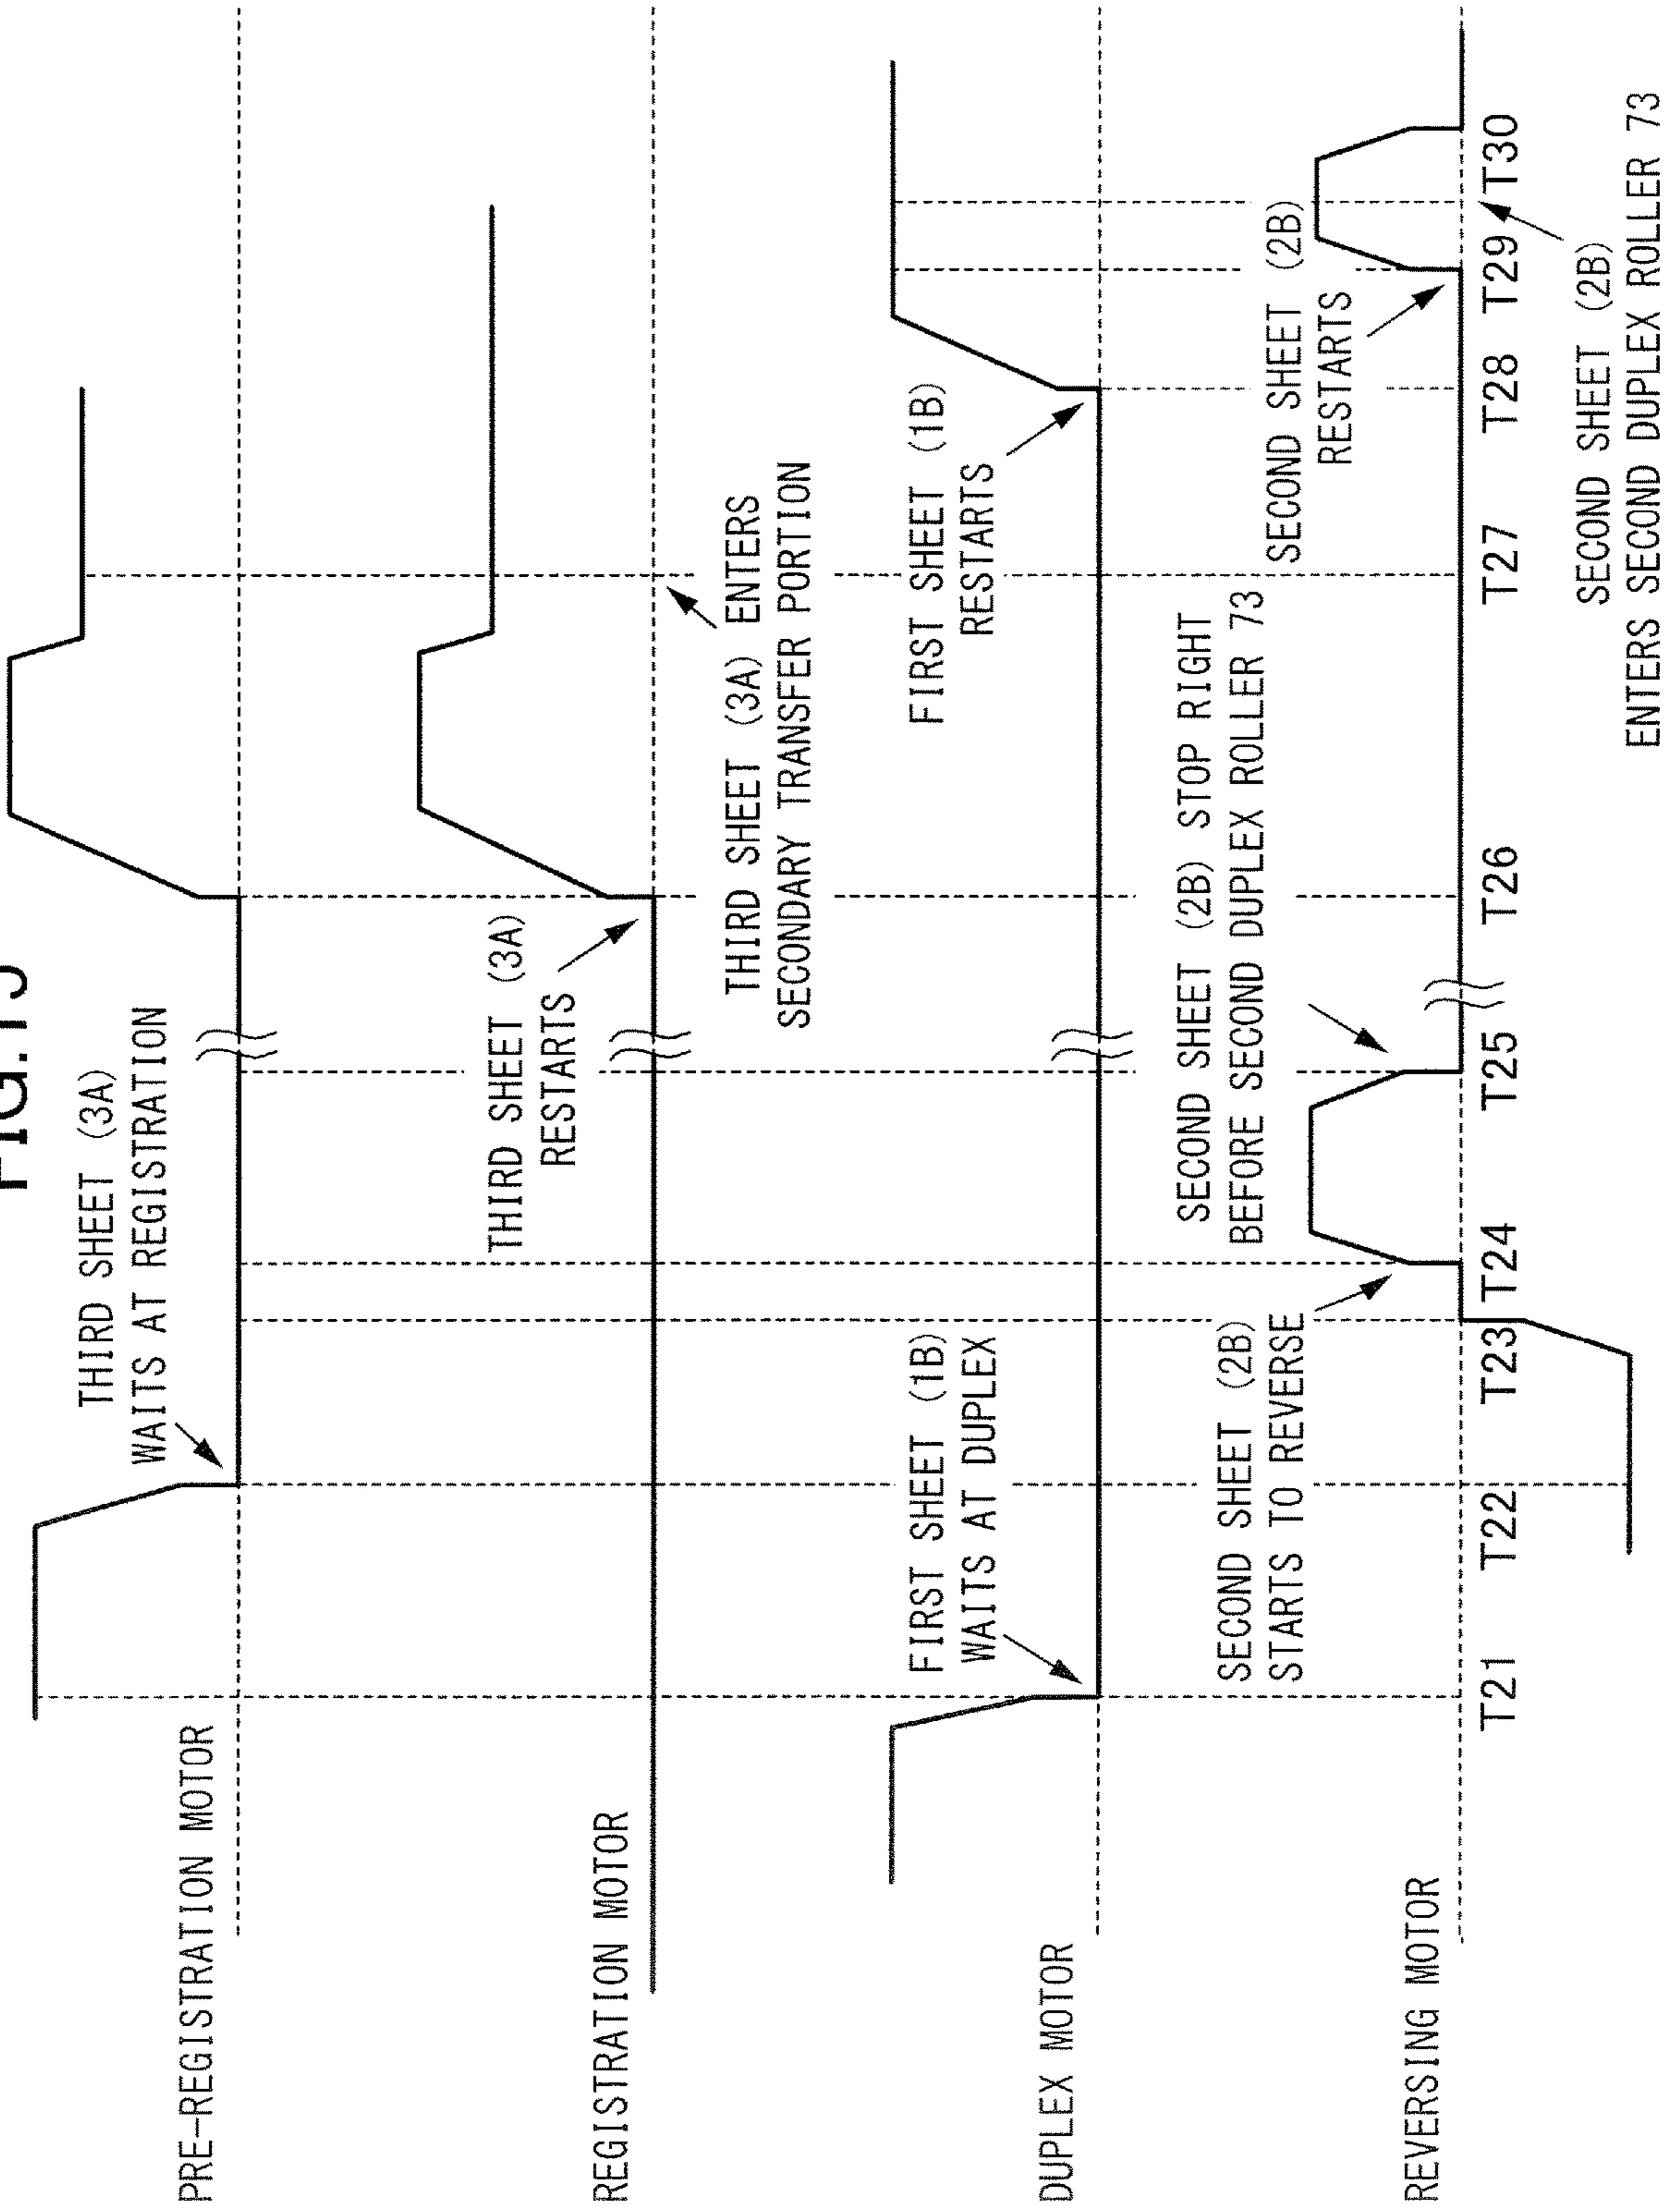 FIG.15
PRE-REGISTRATION MOTOR
THIRD SHEET (3A)
WAITS AT REGISTRATION
REGISTRATION MOTOR
THIRD SHEET (3A)
RESTARTS
THIRD SHEET (3A) ENTERS
SECONDARY TRANSFER PORTION
DUPLEX MOTOR
FIRST SHEET (1B)
WAITS AT DUPLEX
FIRST SHEET (1B)
RESTARTS
REVERSING MOTOR
SECOND SHEET (2B)
STARTS TO REVERSE
SECOND SHEET (2B) STOP RIGHT
BEFORE SECOND DUPLEX ROLLER 73
SECOND SHEET (2B)
RESTARTS
T21 T22 T23 T24 T25 T26 T27 T28 T29 T30
SECOND SHEET (2B)
ENTERS SECOND DUPLEX ROLLER 73